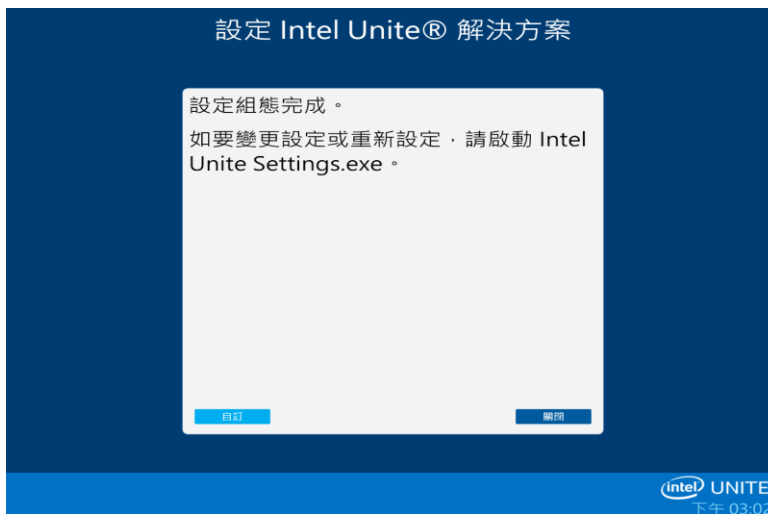 設定 Intel Unite® 解決方案
設定組態完成。
如要變更設定或重新設定，請啟動 Intel
Unite Settings.exe。
自訂
關閉
intel UNITE
下午 03:02